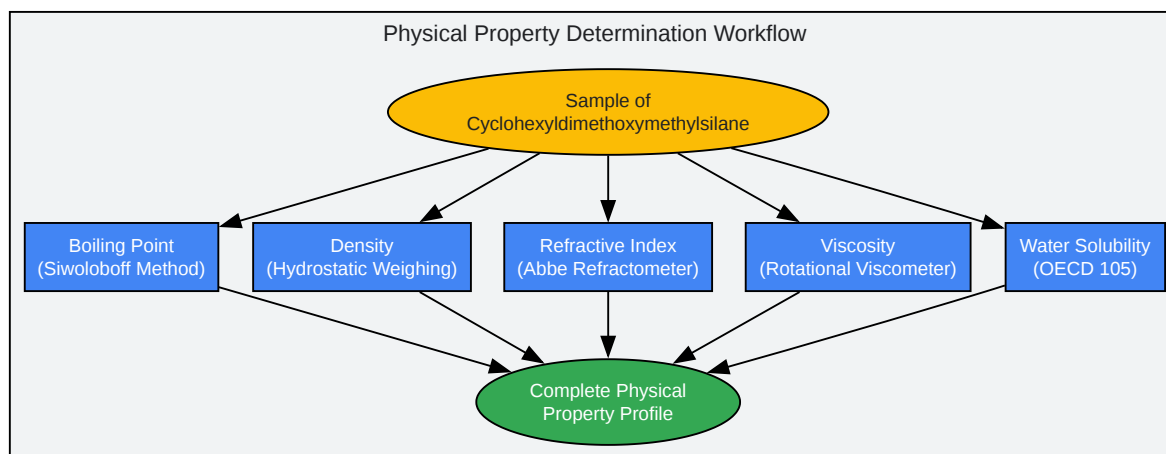 Physical Property Determination Workflow
Sample of
Cyclohexyldimethoxymethylsilane
Boiling Point
(Siwoloboff Method)
Density
(Hydrostatic Weighing)
Refractive Index
(Abbe Refractometer)
Viscosity
(Rotational Viscometer)
Water Solubility
(OECD 105)
Complete Physical
Property Profile